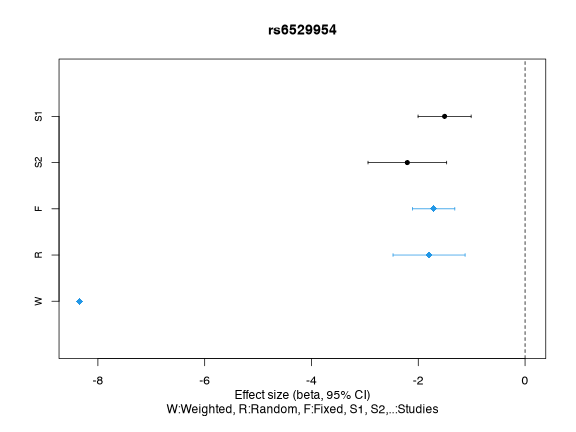 rs6529954
S1
S2
F
R
W
-8 -6 -4 -2 0
Effect size (beta, 95% CI)
W:Weighted, R:Random, F:Fixed, S1, S2,..:Studies